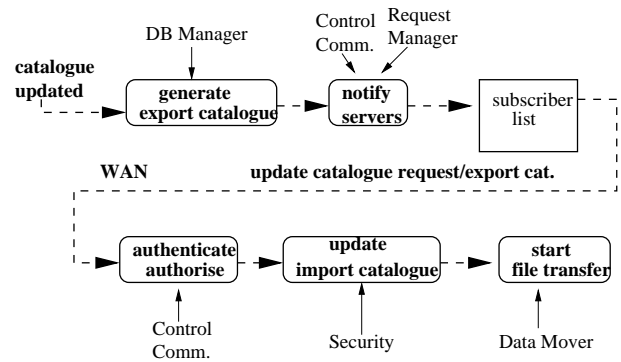 DB Manager
Control
Comm.
Request
Manager
catalogue
updated
generate
export catalogue
notify
servers
subscriber
list
WAN
update catalogue request/export cat.
authenticate
authorise
update
import catalogue
start
file transfer
Control
Comm.
Security
Data Mover